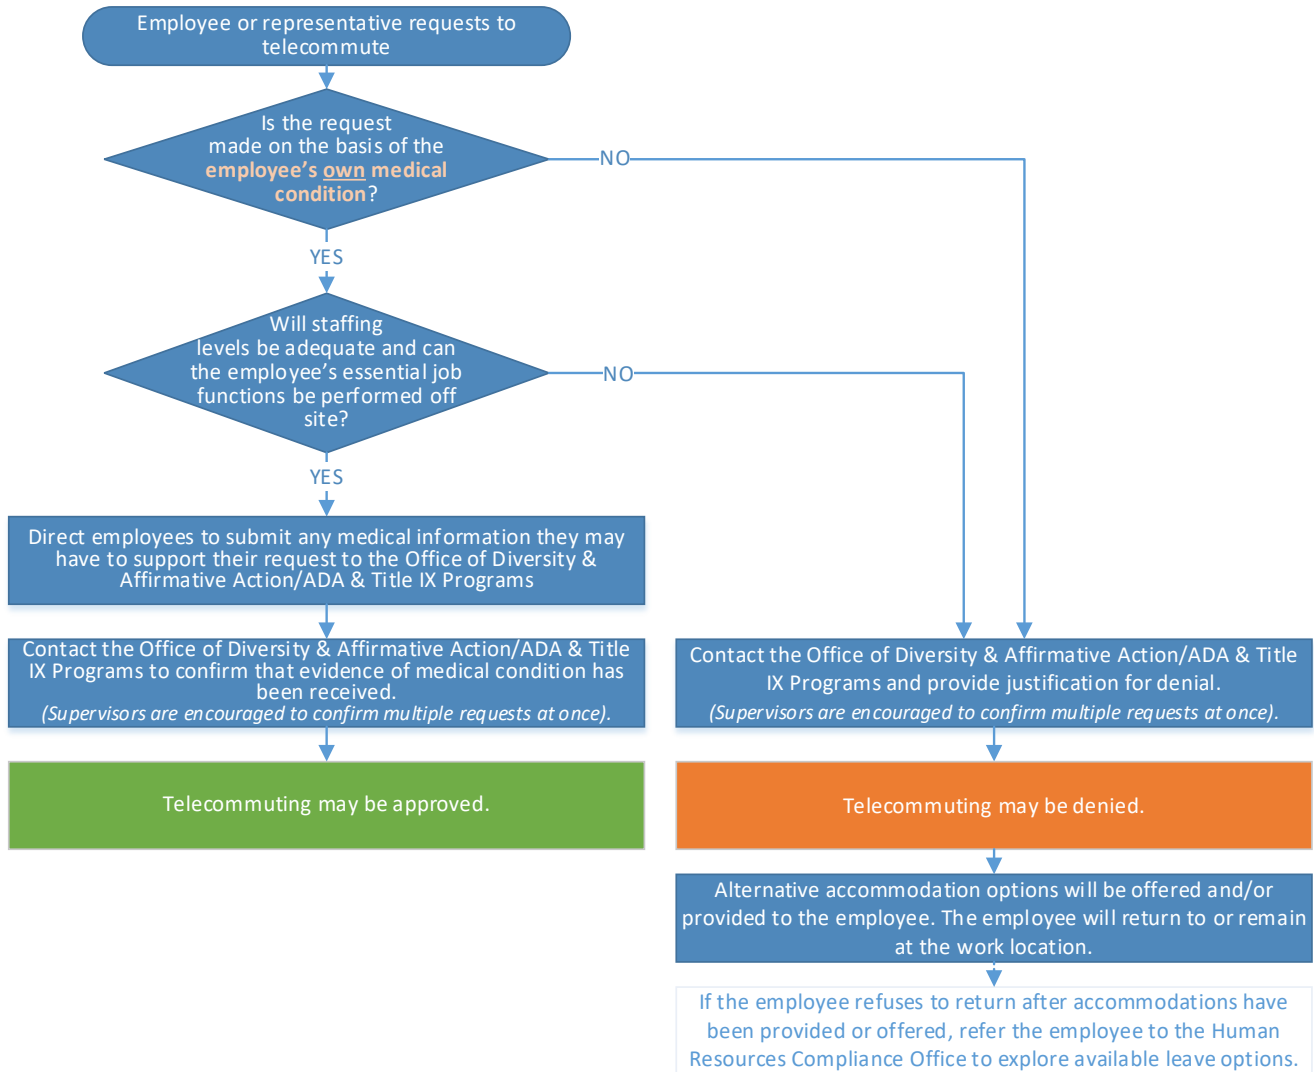 Employee or representative requests to
telecommute
Is the request
made on the basis of the
employee’s own medical
condition?
NO
YES
Will staffing
levels be adequate and can
the employee’s essential job
functions be performed off
site?
NO
YES
Direct employees to submit any medical information they may
have to support their request to the Office of Diversity &
Affirmative Action/ADA & Title IX Programs
Contact the Office of Diversity & Affirmative Action/ADA & Title
IX Programs to confirm that evidence of medical condition has
been received.
(Supervisors are encouraged to confirm multiple requests at once).
Contact the Office of Diversity & Affirmative Action/ADA & Title
IX Programs and provide justification for denial.
(Supervisors are encouraged to confirm multiple requests at once).
Telecommuting may be approved.
Telecommuting may be denied.
Alternative accommodation options will be offered and/or
provided to the employee. The employee will return to or remain
at the work location.
If the employee refuses to return after accommodations have
been provided or offered, refer the employee to the Human
Resources Compliance Office to explore available leave options.